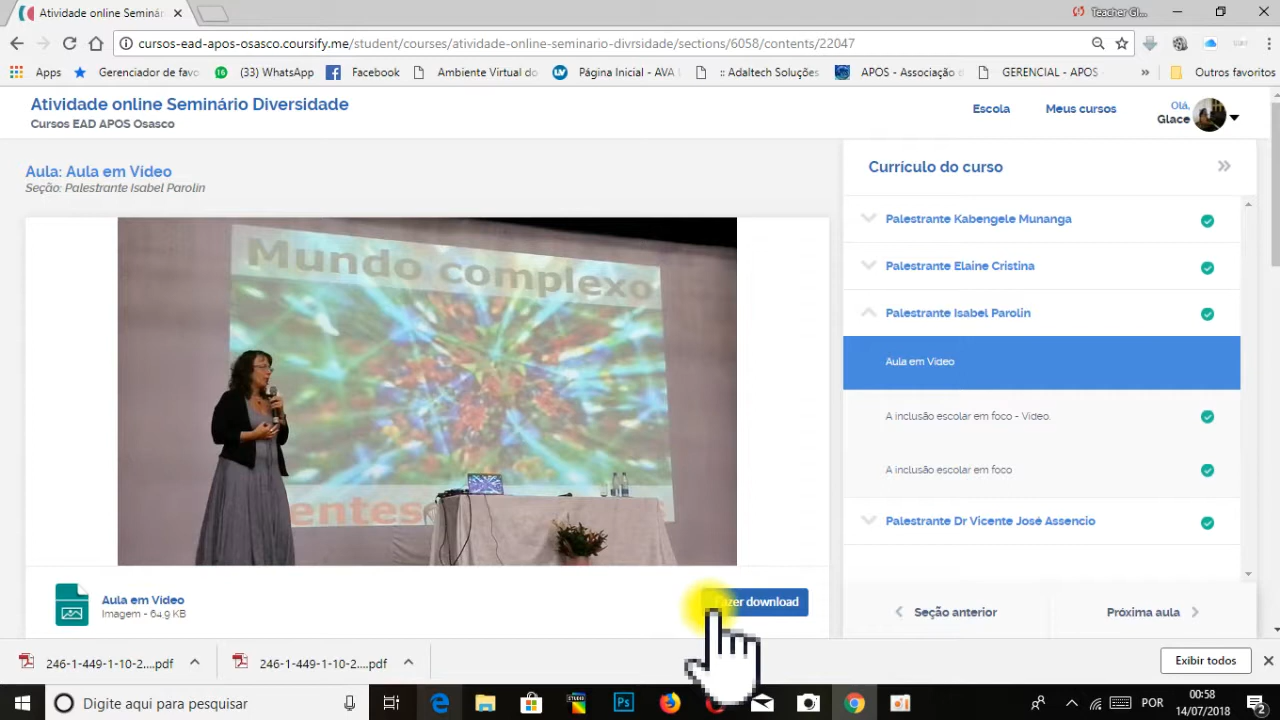 Atividade online Seminár
Teacher Gl...
cursos-ead-apos-osasco.coursify.me/student/courses/atividade-online-seminario-divrsidade/sections/6058/contents/22047
Apps Gerenciador de favo (33) WhatsApp Facebook Ambiente Virtual do Página Inicial - AVA :: Adaltech Soluções APOS - Associação GERENCIAL - APOS » Outros favoritos
Atividade online Seminário Diversidade
Cursos EAD APOS Osasco
Escola
Meus cursos
Olá,
Glace
Aula: Aula em Vídeo
Seção: Palestrante Isabel Parolin
Mundo complexo
entes
Currículo do curso
Palestrante Kabengele Munanga
Palestrante Elaine Cristina
Palestrante Isabel Parolin
Aula em Vídeo
A inclusão escolar em foco - Vídeo.
A inclusão escolar em foco
Palestrante Dr Vicente José Assencio
Aula em Vídeo
Imagem - 64.9 KB
azer download
Seção anterior
Próxima aula
246-1-449-1-10-2....pdf
246-1-449-1-10-2....pdf
Exibir todos
Digite aqui para pesquisar
Ps
POR
00:58
14/07/2018
2